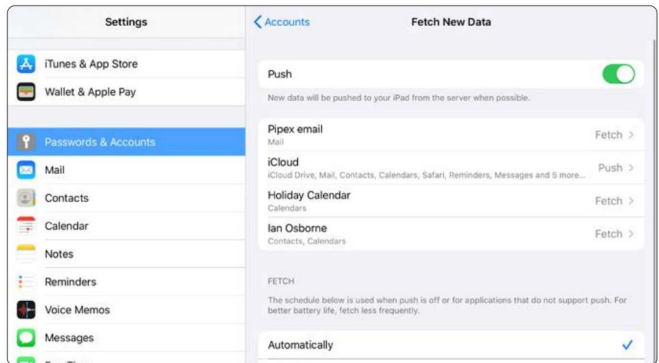 Settings
iTunes & App Store
Wallet & Apple Pay
Passwords & Accounts
Mail
Contacts
Calendar
Notes
Reminders
Voice Memos
Messages
Accounts
Fetch New Data
Push
New data will be pushed to your iPad from the server when possible.
Pipex email
Mail
Fetch
iCloud
iCloud Drive, Mail, Contacts, Calendars, Safari, Reminders, Messages and 5 more...
Push
Holiday Calendar
Calendars
Fetch
Ian Osborne
Contacts, Calendars
Fetch
FETCH
The schedule below is used when push is off or for applications that do not support push. For
better battery life, fetch less frequently.
Automatically